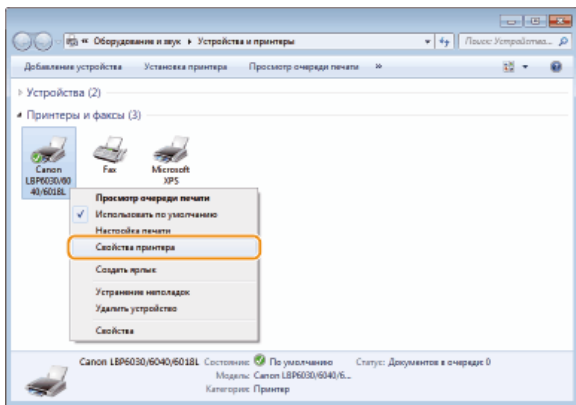 « Оборудование и звук ▸ Устройства и принтеры
Поиск: Устройства...
Добавление устройства Установка принтера Просмотр очереди печати »
Устройства (2)
Принтеры и факсы (3)
Canon LBP6030/60 40/6018L
Fax
Microsoft XPS
Просмотр очереди печати
Использовать по умолчанию
Настройка печати
Свойства принтера
Создать ярлык
Устранение неполадок
Удалить устройство
Свойства
Canon LBP6030/6040/6018L Состояние: По умолчанию Статус: Документов в очереди: 0
Модель: Canon LBP6030/6040/6...
Категория: Принтер